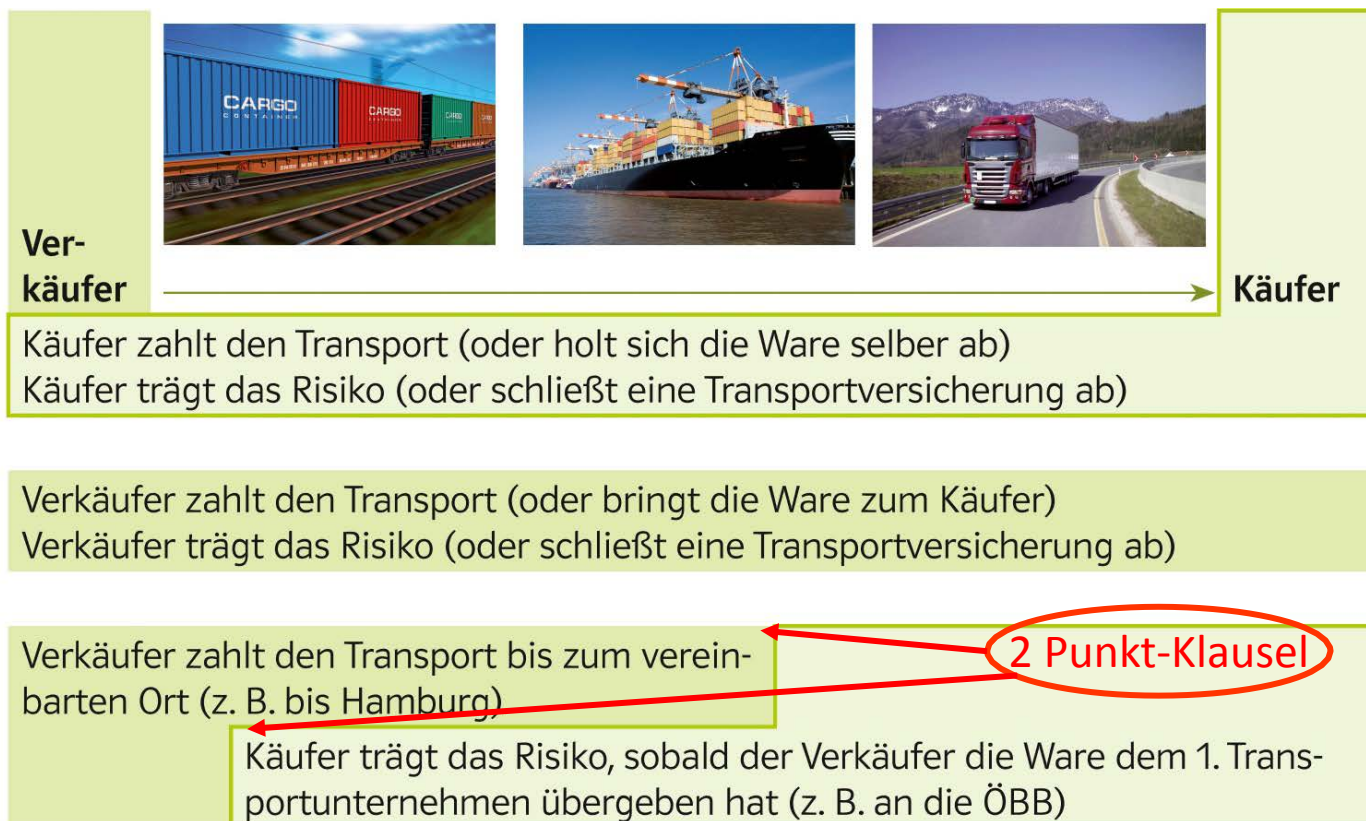 CARGO
CONTAINER
CARGO
CARGO
Ver-
käufer
Käufer
Käufer zahlt den Transport (oder holt sich die Ware selber ab)
Käufer trägt das Risiko (oder schließt eine Transportversicherung ab)
Verkäufer zahlt den Transport (oder bringt die Ware zum Käufer)
Verkäufer trägt das Risiko (oder schließt eine Transportversicherung ab)
Verkäufer zahlt den Transport bis zum verein-
barten Ort (z. B. bis Hamburg)
2 Punkt-Klausel
Käufer trägt das Risiko, sobald der Verkäufer die Ware dem 1. Trans-
portunternehmen übergeben hat (z. B. an die ÖBB)